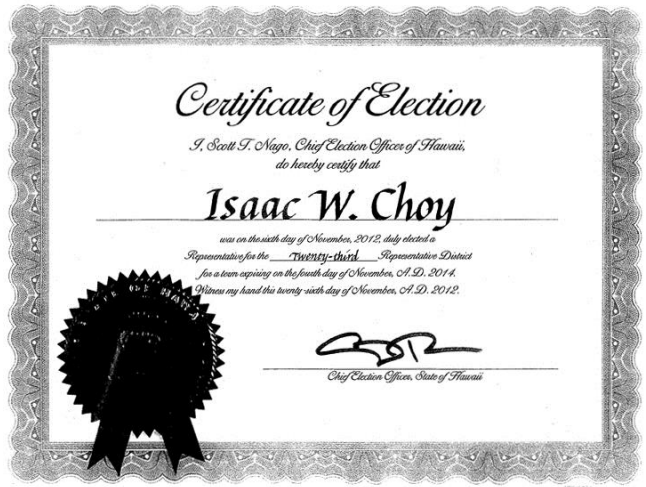 Certificate of Election
I, Scott T. Nago, Chief Election Officer of Hawaii,
do hereby certify that
Isaac W. Choy
was on the sixth day of November, 2012, duly elected a
Representative for the Twenty-third Representative District
for a term expiring on the fourth day of November, A.D. 2014.
Witness my hand this twenty-sixth day of November, A.D. 2012.
Chief Election Officer, State of Hawaii